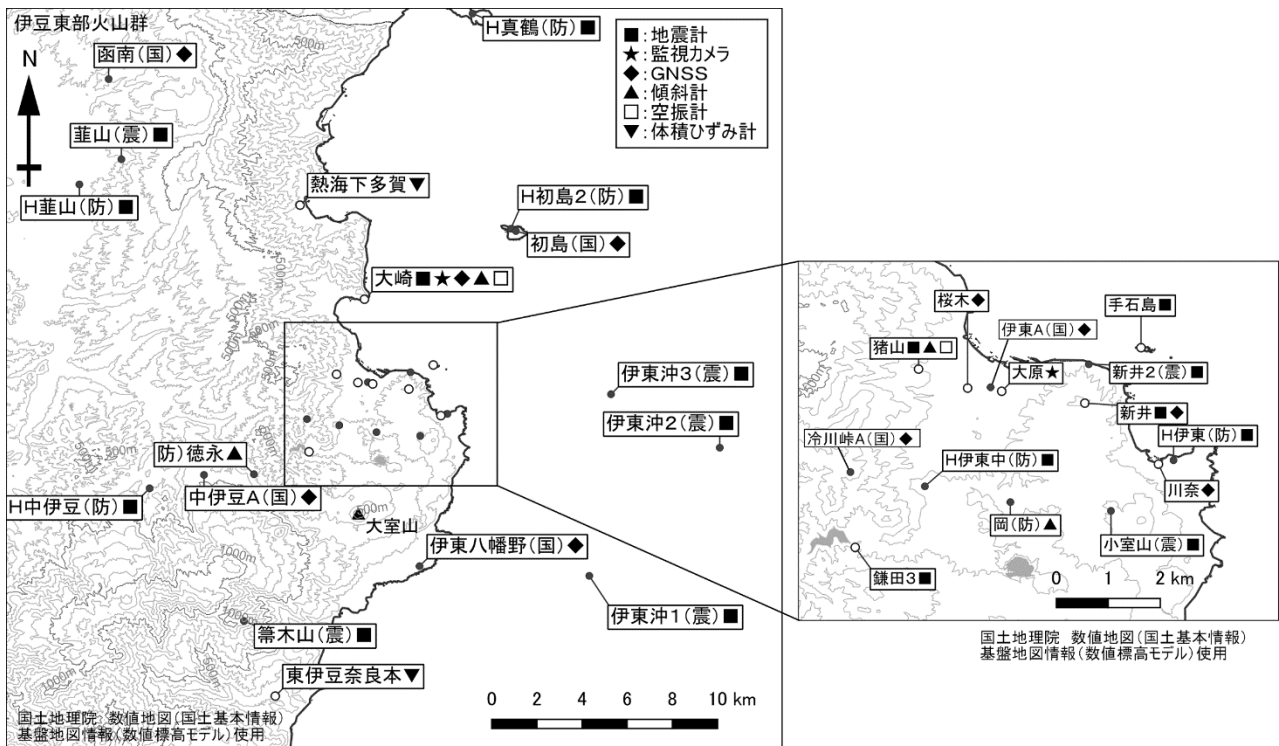 伊豆東部火山群
函南(国)◆
N
韮山(震)■
H韮山(防)■
H真鶴(防)■
■:地震計
★:監視カメラ
◆:GNSS
▲:傾斜計
□:空振計
▼:体積ひずみ計
熱海下多賀▼
H初島2(防)■
初島(国)◆
大崎■★◆▲□
伊東沖3(震)■
伊東沖2(震)■
防)徳永▲
中伊豆A(国)◆
H中伊豆(防)■
大室山
伊東八幡野(国)◆
伊東沖1(震)■
箒木山(震)■
東伊豆奈良本▼
500m
500m
500m
500m
500m
500m
1000m
1000m
500m
0 2 4 6 8 10 km
国土地理院 数値地図(国土基本情報)
基盤地図情報(数値標高モデル)使用
桜木◆
伊東A(国)◆
手石島■
猪山■▲□
大原★
新井2(震)■
新井■◆
H伊東(防)■
冷川峠A(国)◆
H伊東中(防)■
川奈◆
岡(防)▲
小室山(震)■
鎌田3■
500m
0 1 2 km
国土地理院 数値地図(国土基本情報)
基盤地図情報(数値標高モデル)使用